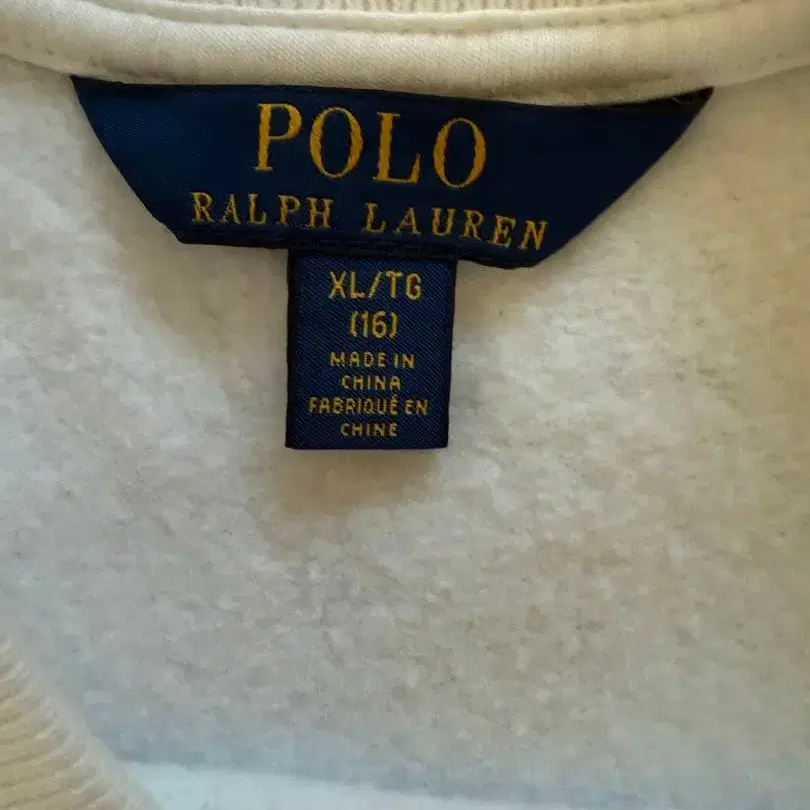 POLO
RALPH LAUREN
XL/TG
(16)
MADE IN
CHINA
FABRIQUÉ EN
CHINE